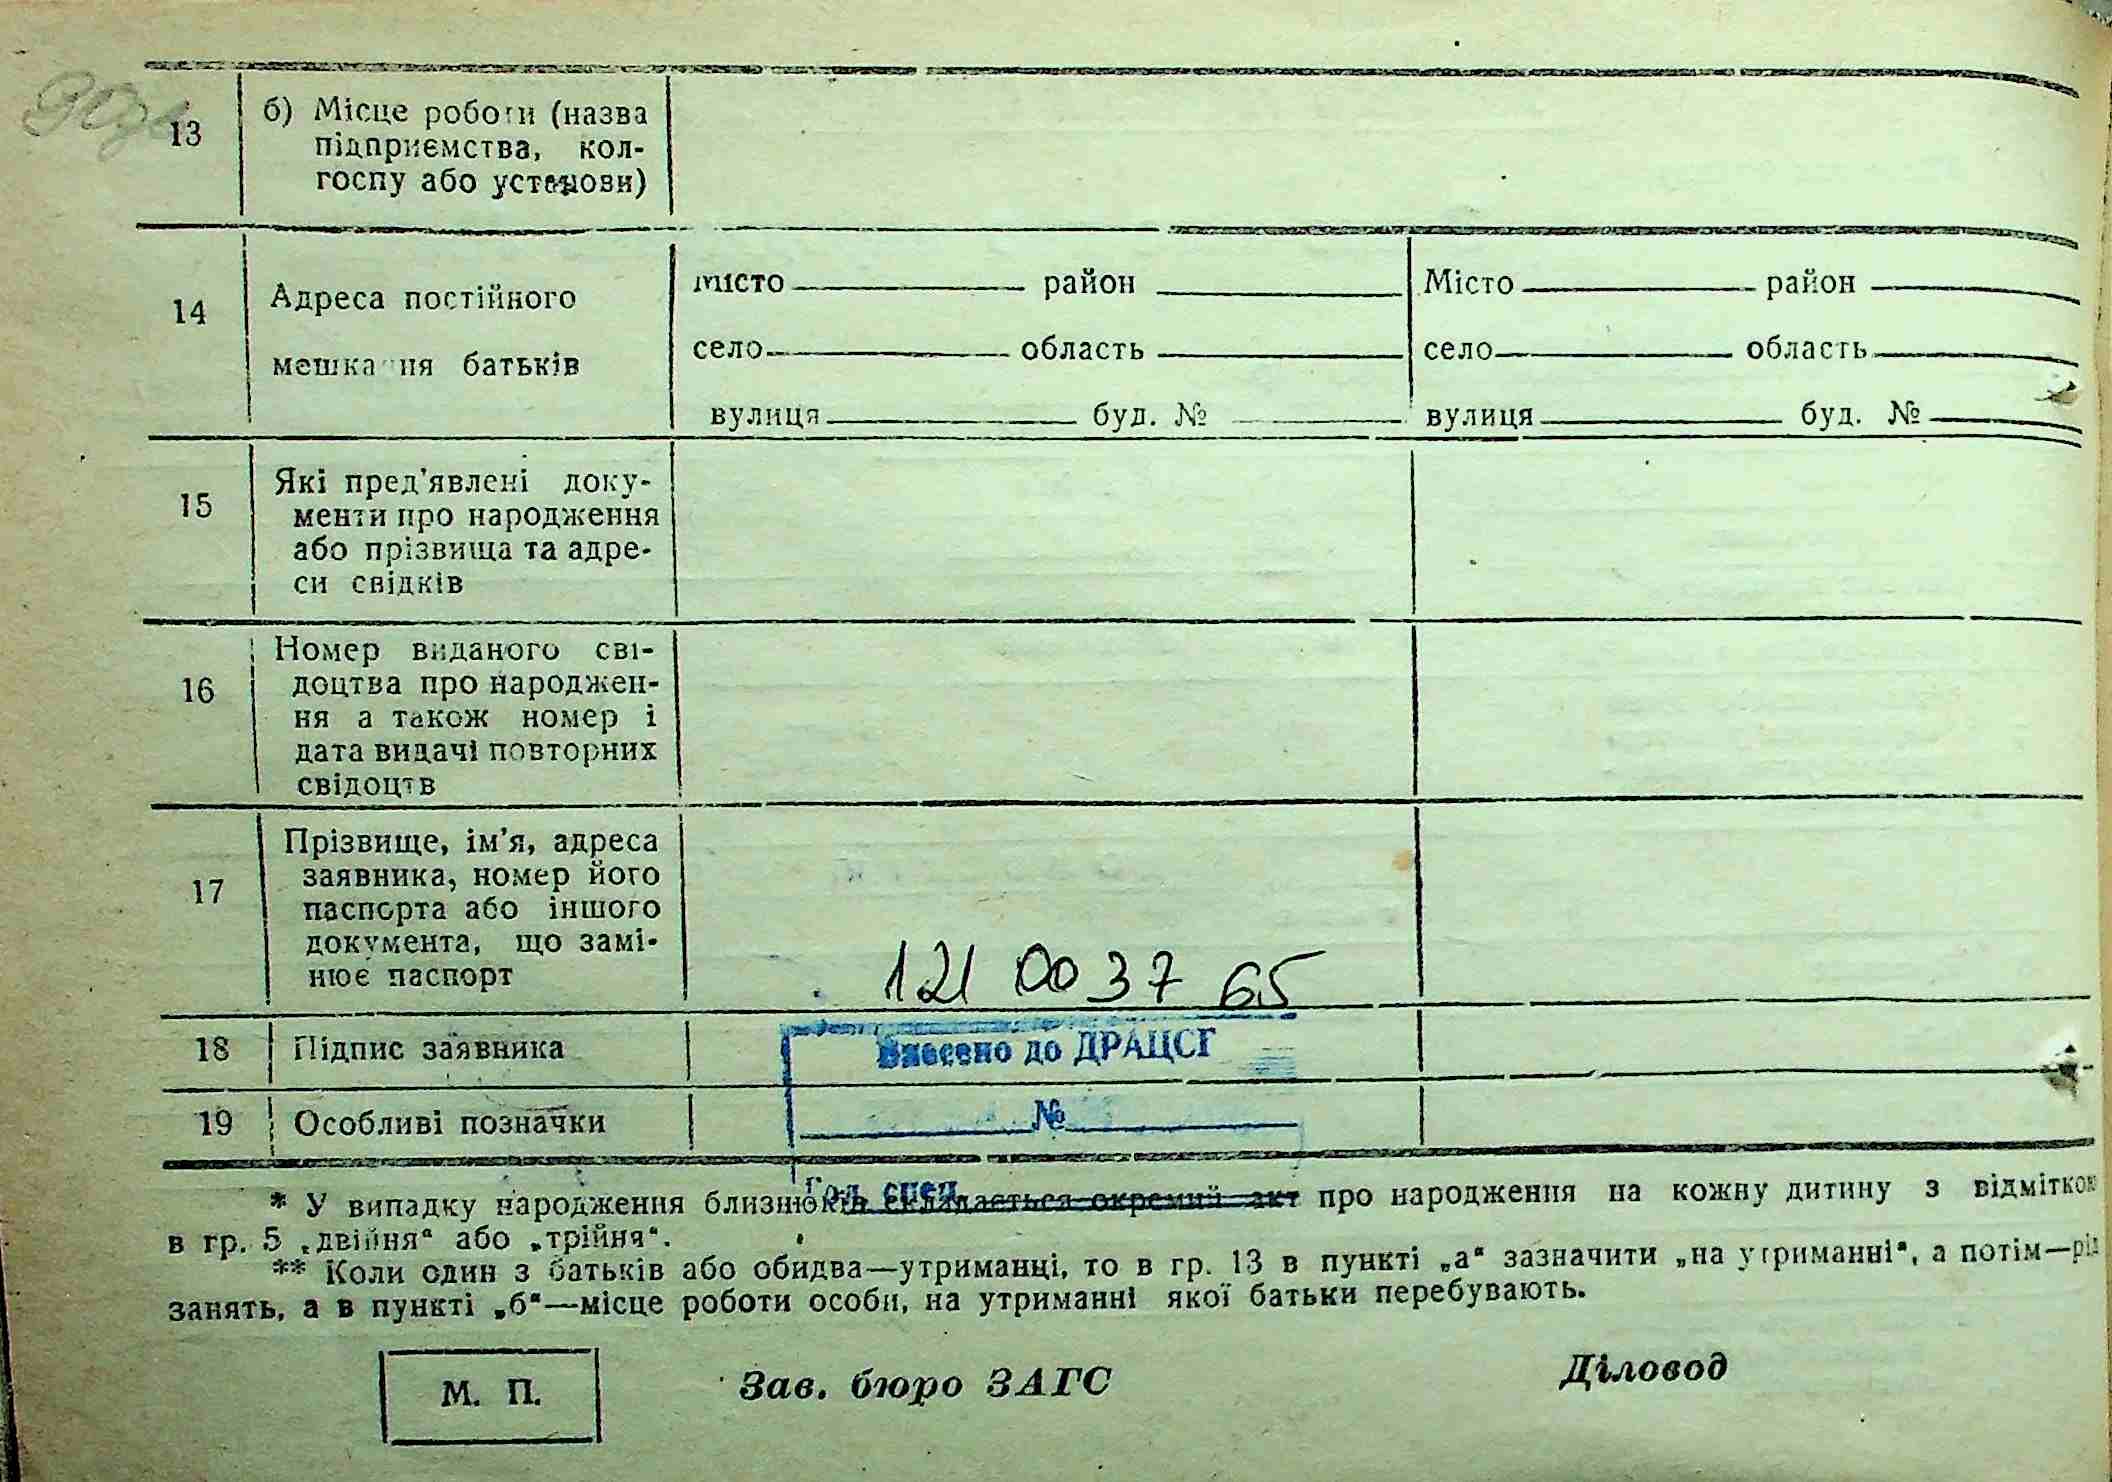 13
б) Місце роботи (назва
підприємства, кол-
госпу або установи)
14
Адреса постійного
мешкання батьків
місто район
село область
вулиця буд. №
Місто район
село область
вулиця буд. №
15
Які пред'явлені доку-
менти про народження
або прізвища та адре-
си свідків
16
Номер виданого сві-
доцтва про народжен-
ня а також номер і
дата видачі повторних
свідоцтв
17
Прізвище, ім'я, адреса
заявника, номер його
паспорта або іншого
документа, що замі-
нює паспорт
121 00 37 65
18
Підпис заявника
Внесено до ДРАЦСГ
19
Особливі позначки
№
Гол. спец.
* У випадку народження близнюків складається окремий акт про народження на кожну дитину з відміткою
в гр. 5 „двійня“ або „трійня“.
** Коли один з батьків або обидва—утриманці, то в гр. 13 в пункті „а“ зазначити „на утриманні“, а потім—рід
занять, а в пункті „б“—місце роботи особи, на утриманні якої батьки перебувають.
М. П.
Зав. бюро ЗАГС
Діловод